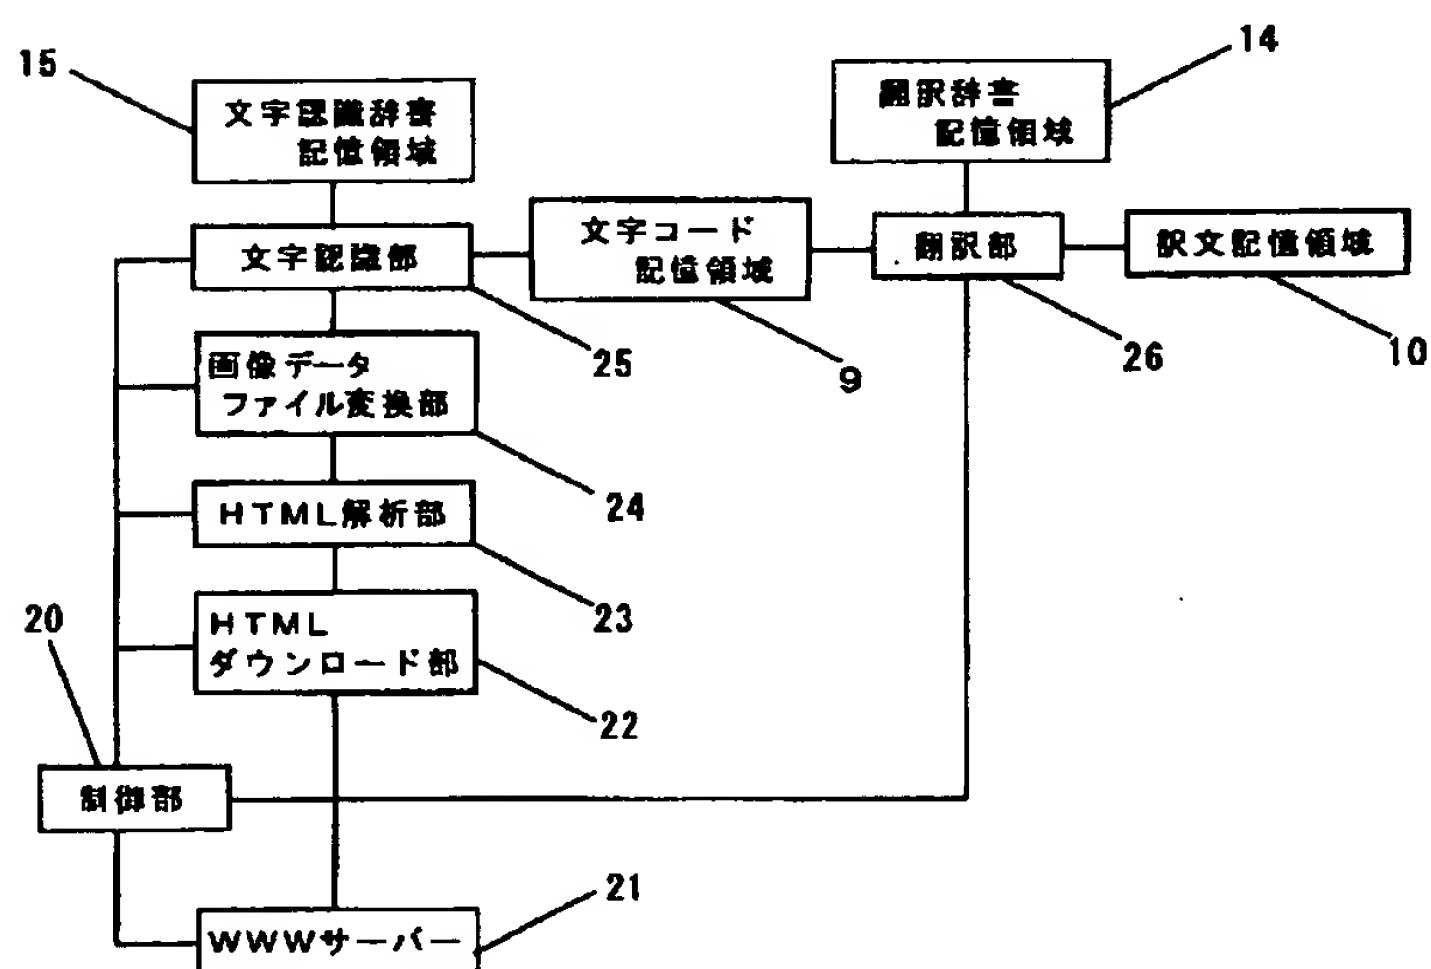 15
文字認識辞書
記憶領域
14
翻訳辞書
記憶領域
文字認識部
25
文字コード
記憶領域
9
翻訳部
26
訳文記憶領域
10
画像データ
ファイル変換部
24
HTML解析部
23
20
HTML
ダウンロード部
22
制御部
21
WWWサーバー